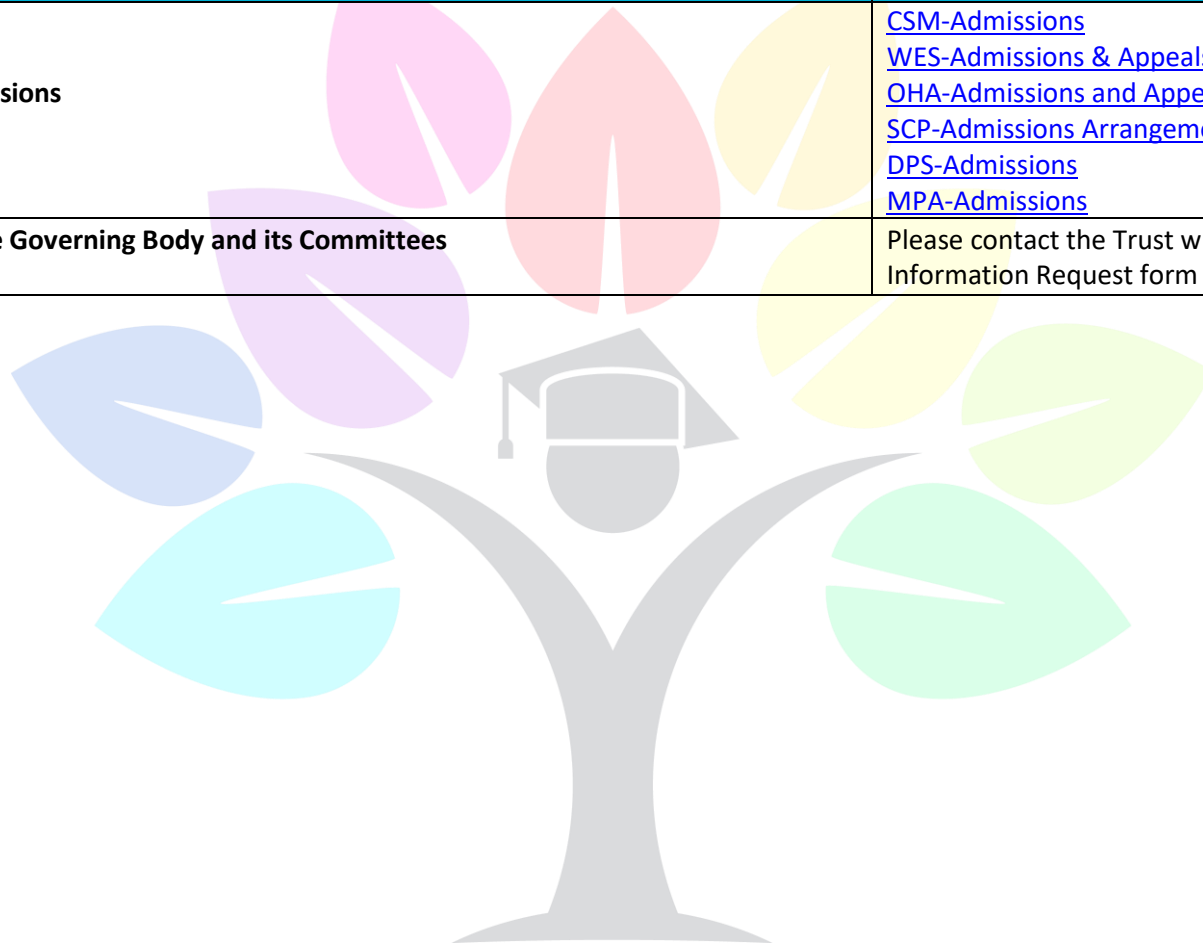 CSM-Admissions
WES-Admissions & Appeals
sions
OHA-Admissions and Appe
SCP-Admissions Arrangem
DPS-Admissions
MPA-Admissions
e Governing Body and its Committees
Please contact the Trust w
Information Request form